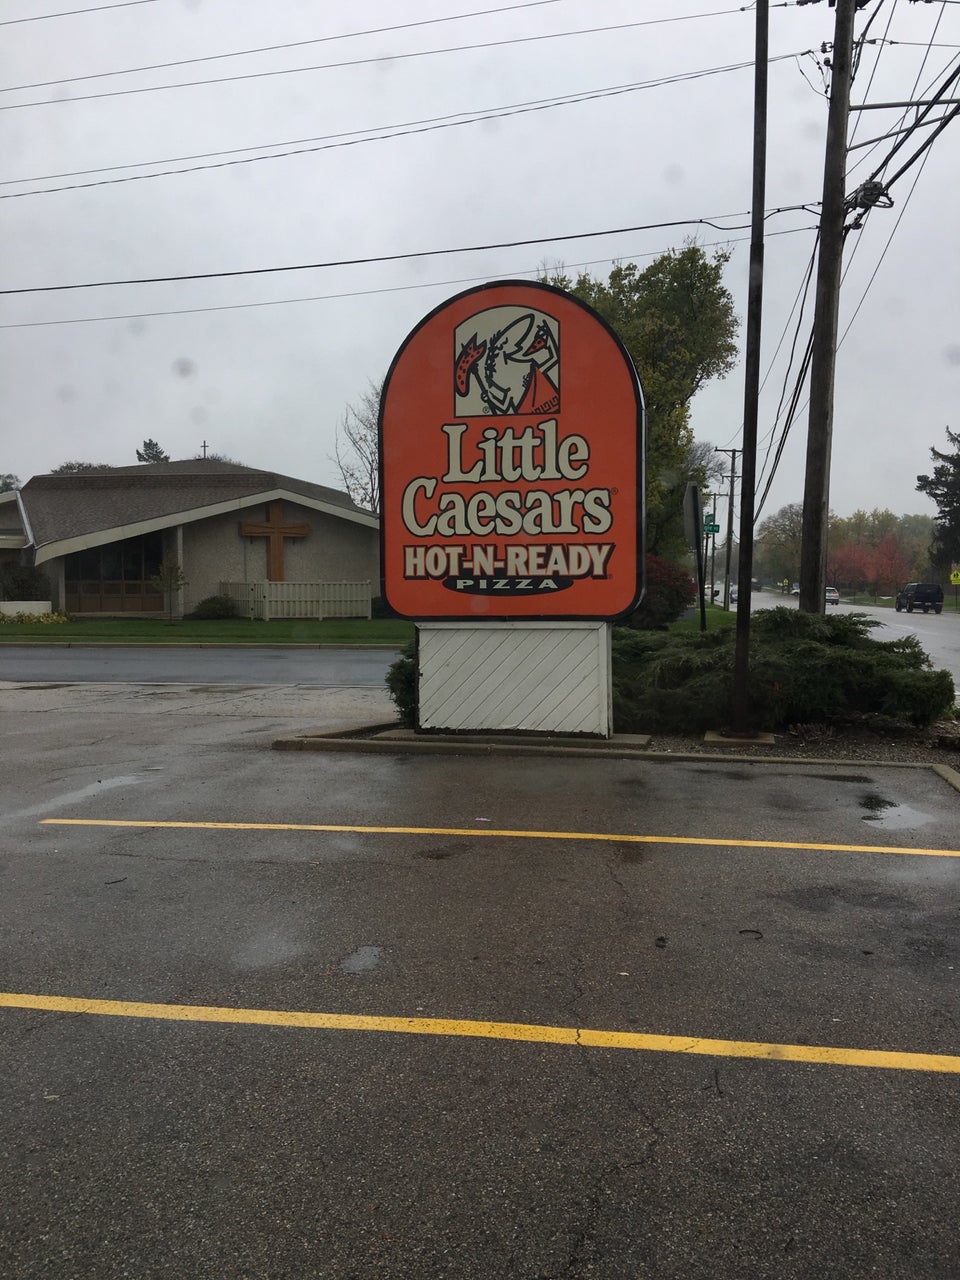 Little
Caesars
HOT-N-READY
PIZZA